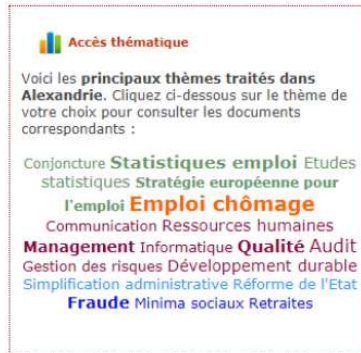 Accès thématique
Voici les principaux thèmes traités dans
Alexandrie. Cliquez ci-dessous sur le thème de
votre choix pour consulter les documents
correspondants :
Conjoncture Statistiques emploi Etudes
statistiques Stratégie européenne pour
l'emploi Emploi chômage
Communication Ressources humaines
Management Informatique Qualité Audit
Gestion des risques Développement durable
Simplification administrative Réforme de l'Etat
Fraude Minima sociaux Retraites